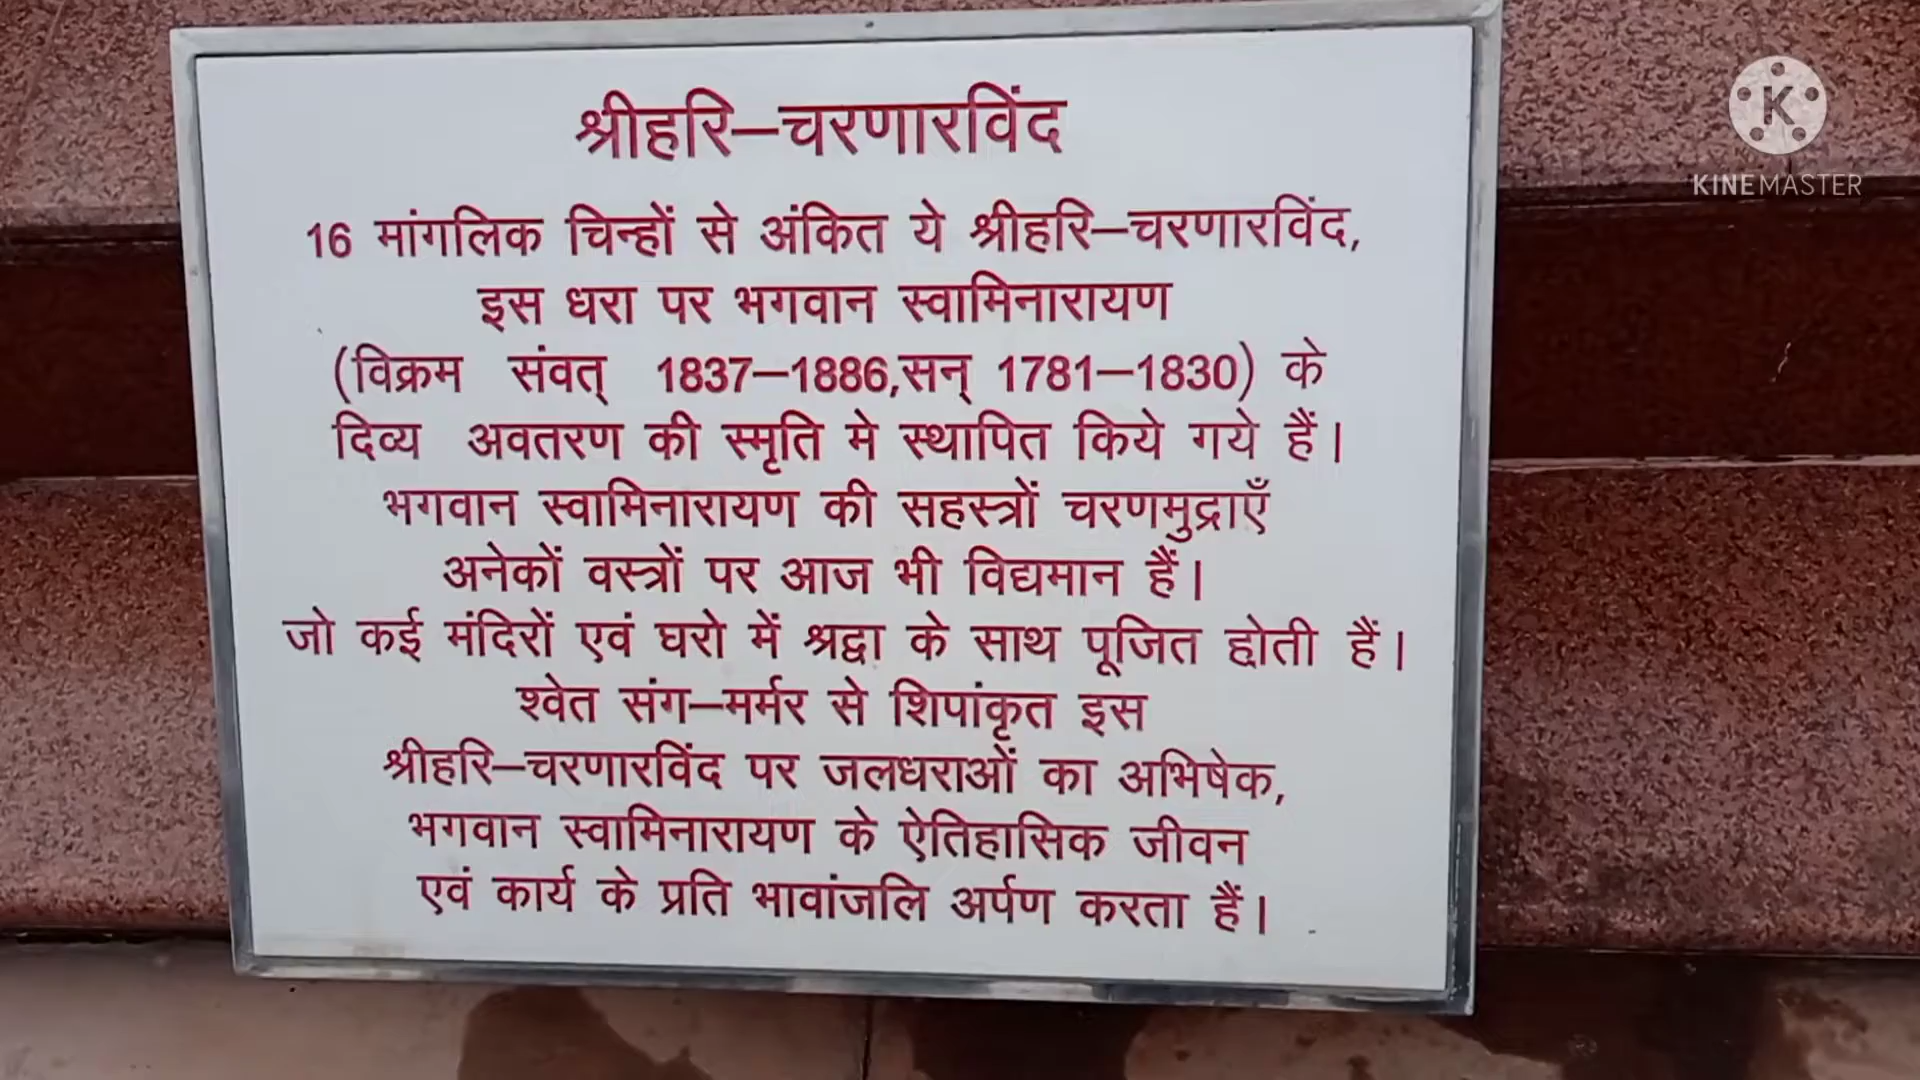 श्रीहरि–चरणारविंद
16 मांगलिक चिन्हों से अंकित ये श्रीहरि–चरणारविंद,
इस धरा पर भगवान स्वामिनारायण
(विक्रम संवत् 1837–1886,सन् 1781–1830) के
दिव्य अवतरण की स्मृति मे स्थापित किये गये हैं।
भगवान स्वामिनारायण की सहस्त्रों चरणमुद्राएँ
अनेकों वस्त्रों पर आज भी विद्यमान हैं।
जो कई मंदिरों एवं घरो में श्रद्वा के साथ पूजित होती हैं।
श्वेत संग–मर्मर से शिपांकृत इस
श्रीहरि–चरणारविंद पर जलधराओं का अभिषेक,
भगवान स्वामिनारायण के ऐतिहासिक जीवन
एवं कार्य के प्रति भावांजलि अर्पण करता हैं।
K
KINEMASTER